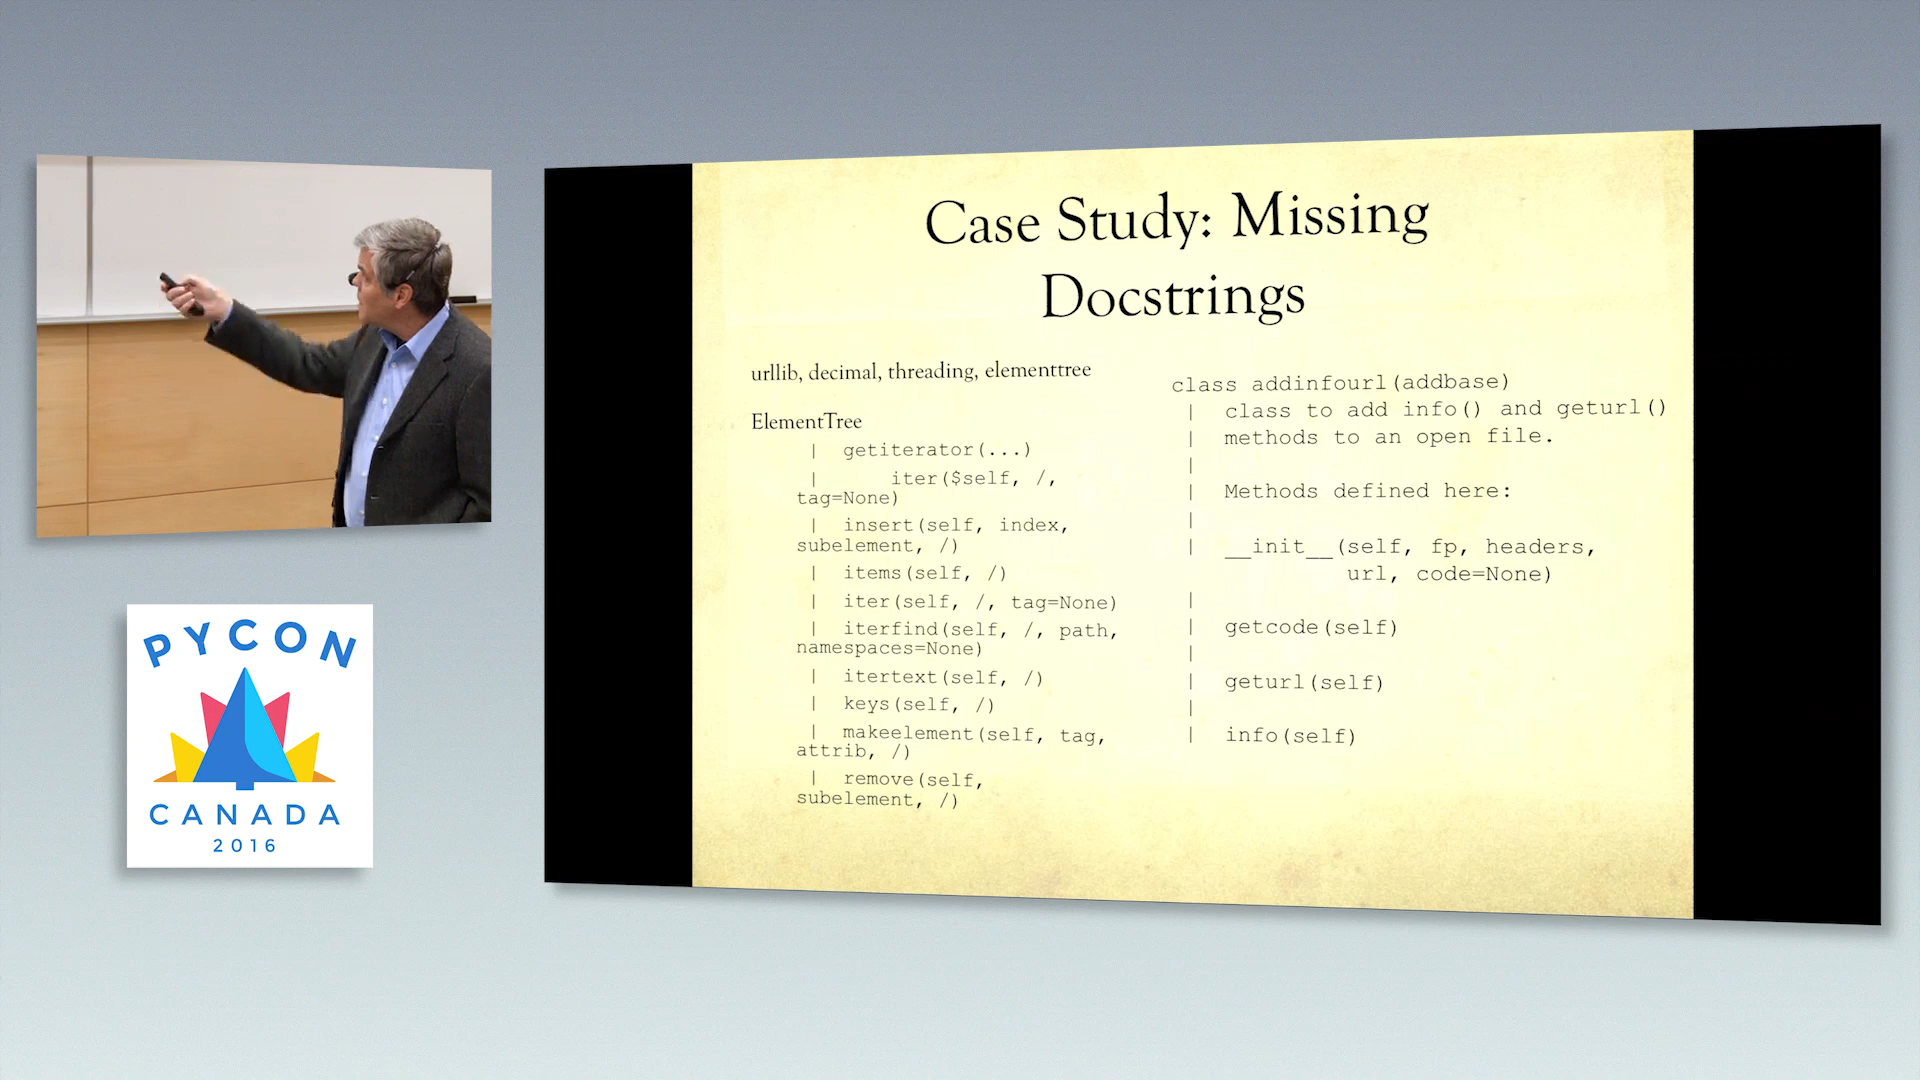 Case Study: Missing
Docstrings
urllib, decimal, threading, elementtree
ElementTree
| getiterator(...)
| iter($self, /,
tag=None)
| insert(self, index,
subelement, /)
| items(self, /)
| iter(self, /, tag=None)
| iterfind(self, /, path,
namespaces=None)
| itertext(self, /)
| keys(self, /)
| makeelement(self, tag,
attrib, /)
| remove(self,
subelement, /)
class addinfourl(addbase)
| class to add info() and geturl()
| methods to an open file.
|
| Methods defined here:
|
| __init__(self, fp, headers,
url, code=None)
|
| getcode(self)
|
| geturl(self)
|
| info(self)
PYCON
CANADA
2016